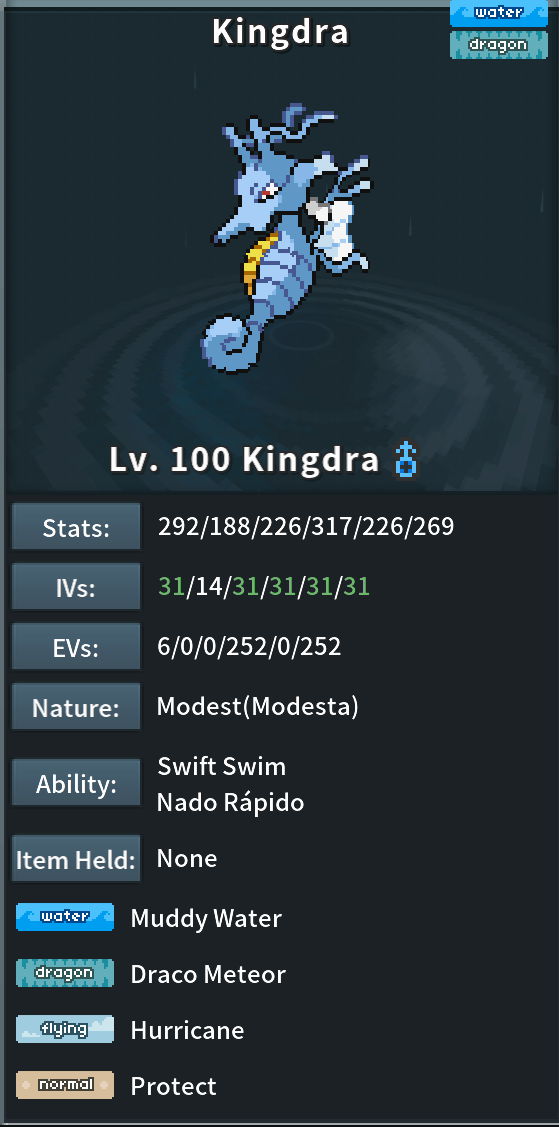 Kingdra
water
dragon
Lv. 100 Kingdra
Stats: 292/188/226/317/226/269
IVs: 31/14/31/31/31/31
EVs: 6/0/0/252/0/252
Nature: Modest(Modesta)
Ability: Swift Swim
Nado Rápido
Item Held: None
water Muddy Water
dragon Draco Meteor
flying Hurricane
normal Protect